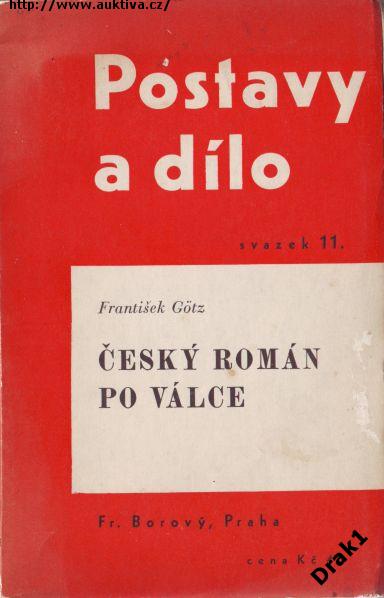 http://www.auktiva.cz/
Postavy
a dílo
svazek 11.
František Götz
ČESKÝ ROMÁN
PO VÁLCE
Fr. Borový, Praha
cena Kč
Drak1